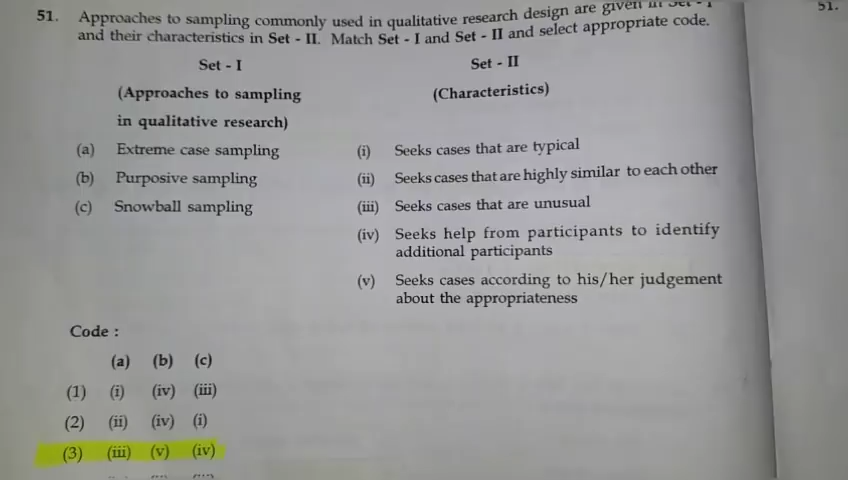 51. Approaches to sampling commonly used in qualitative research design are given in Set - I
51.
and their characteristics in Set - II. Match Set - I and Set - II and select appropriate code.
Set - I Set - II
(Approaches to sampling (Characteristics)
in qualitative research)
(a) Extreme case sampling (i) Seeks cases that are typical
(b) Purposive sampling (ii) Seeks cases that are highly similar to each other
(c) Snowball sampling (iii) Seeks cases that are unusual
(iv) Seeks help from participants to identify
additional participants
(v) Seeks cases according to his/her judgement
about the appropriateness
Code :
(a) (b) (c)
(1) (i) (iv) (iii)
(2) (ii) (iv) (i)
(3) (iii) (v) (iv)